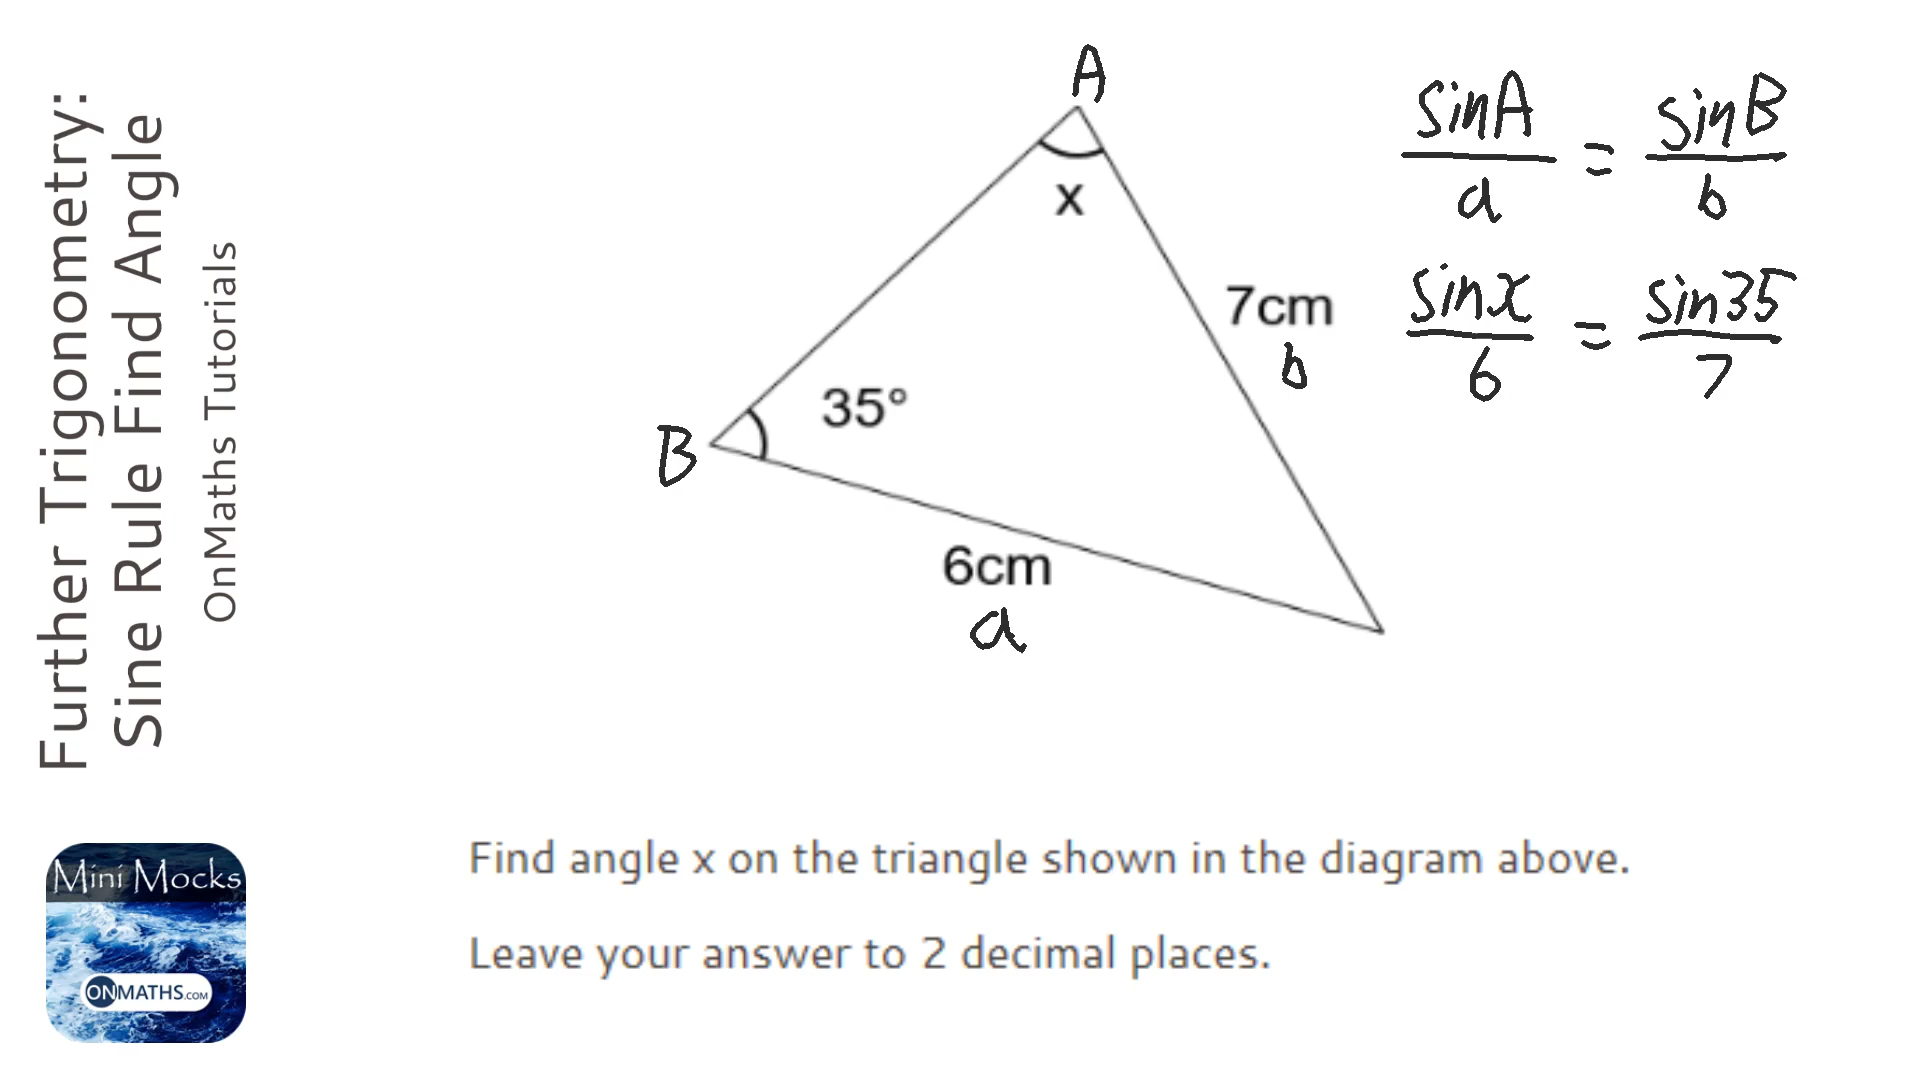 Further Trigonometry:
Sine Rule Find Angle
OnMaths Tutorials
A
x
B
35°
7cm
b
6cm
a
sinA/a = sinB/b
sinx/6 = sin35/7
Find angle x on the triangle shown in the diagram above.
Leave your answer to 2 decimal places.
Mini Mocks
ONMATHS.COM